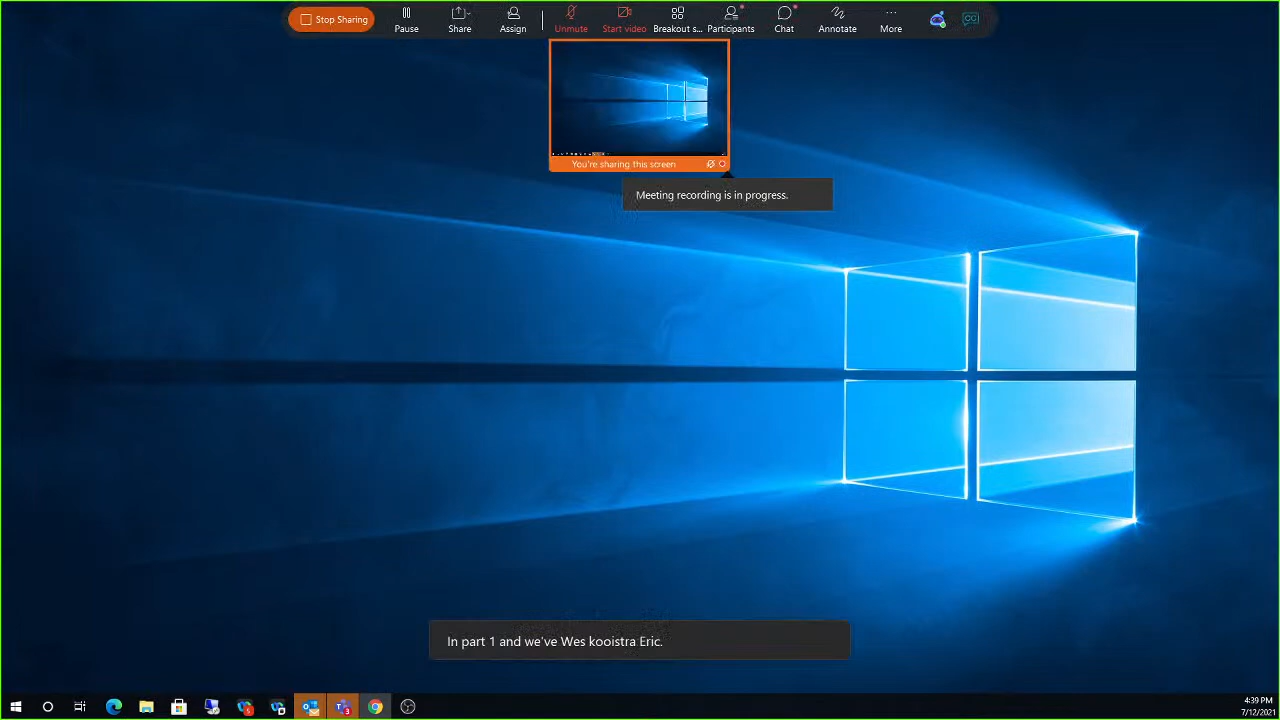 Stop Sharing
Pause
Share
Assign
Unmute
Start video
Breakout s...
Participants
Chat
Annotate
More
CC
You're sharing this screen
Meeting recording is in progress.
In part 1 and we've Wes kooistra Eric.
4:39 PM
7/12/2021